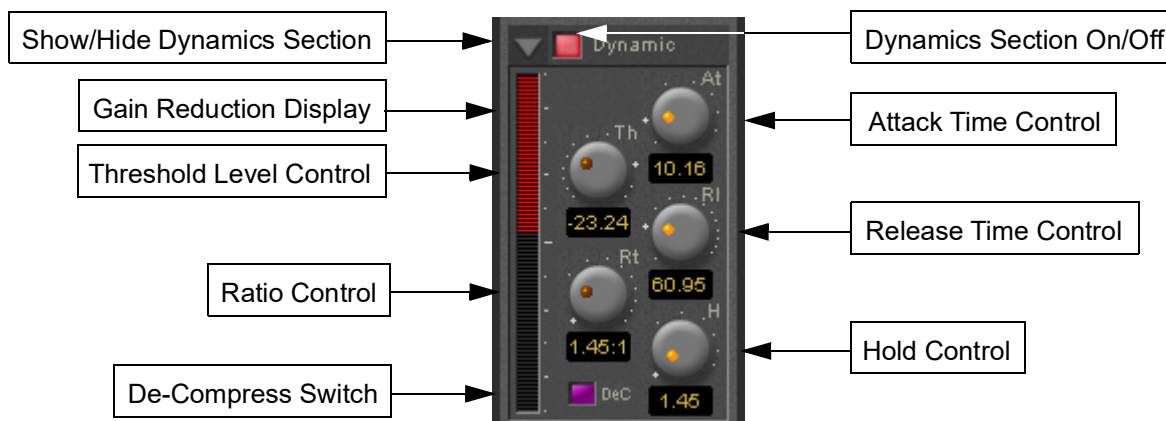 Show/Hide Dynamics Section
Dynamic
Dynamics Section On/Off
Gain Reduction Display
At
Attack Time Control
10.16
Th
Threshold Level Control
-23.24
Rl
Release Time Control
60.95
Rt
Ratio Control
1.45:1
H
Hold Control
1.45
De-Compress Switch
DeC